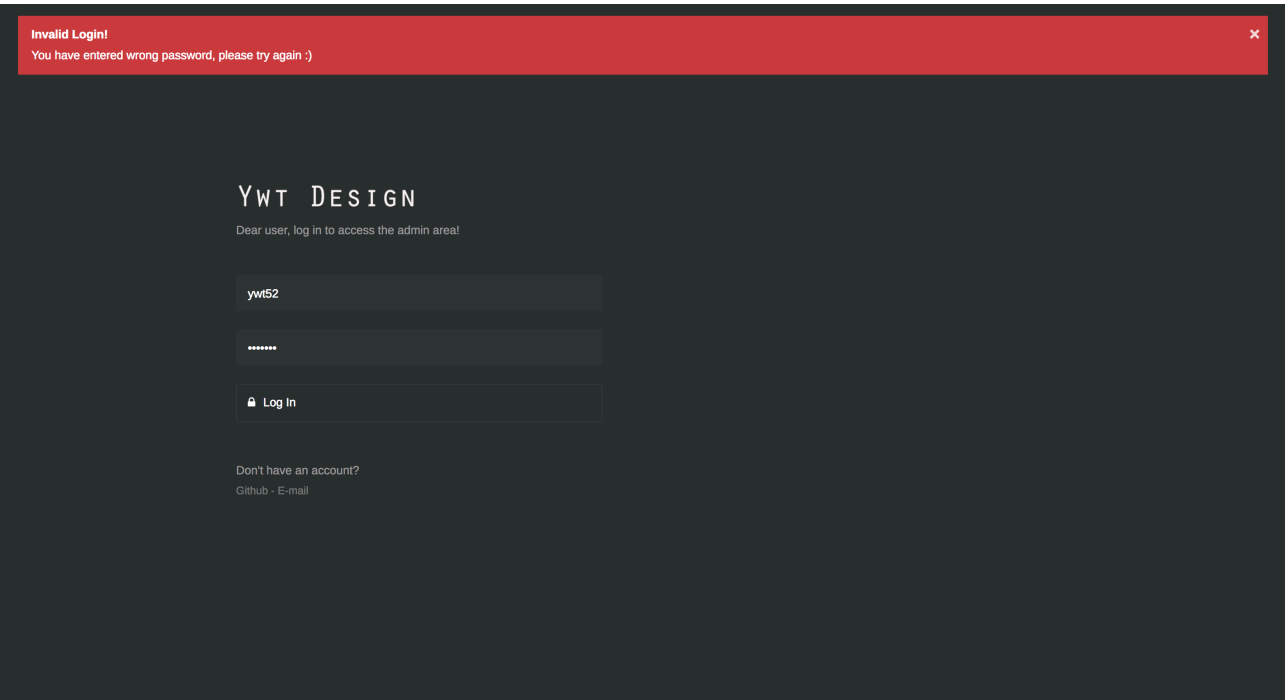 Invalid Login!
You have entered wrong password, please try again :)
×
Ywt Design
Dear user, log in to access the admin area!
ywt52
•••••••
Log In
Don't have an account?
Github - E-mail